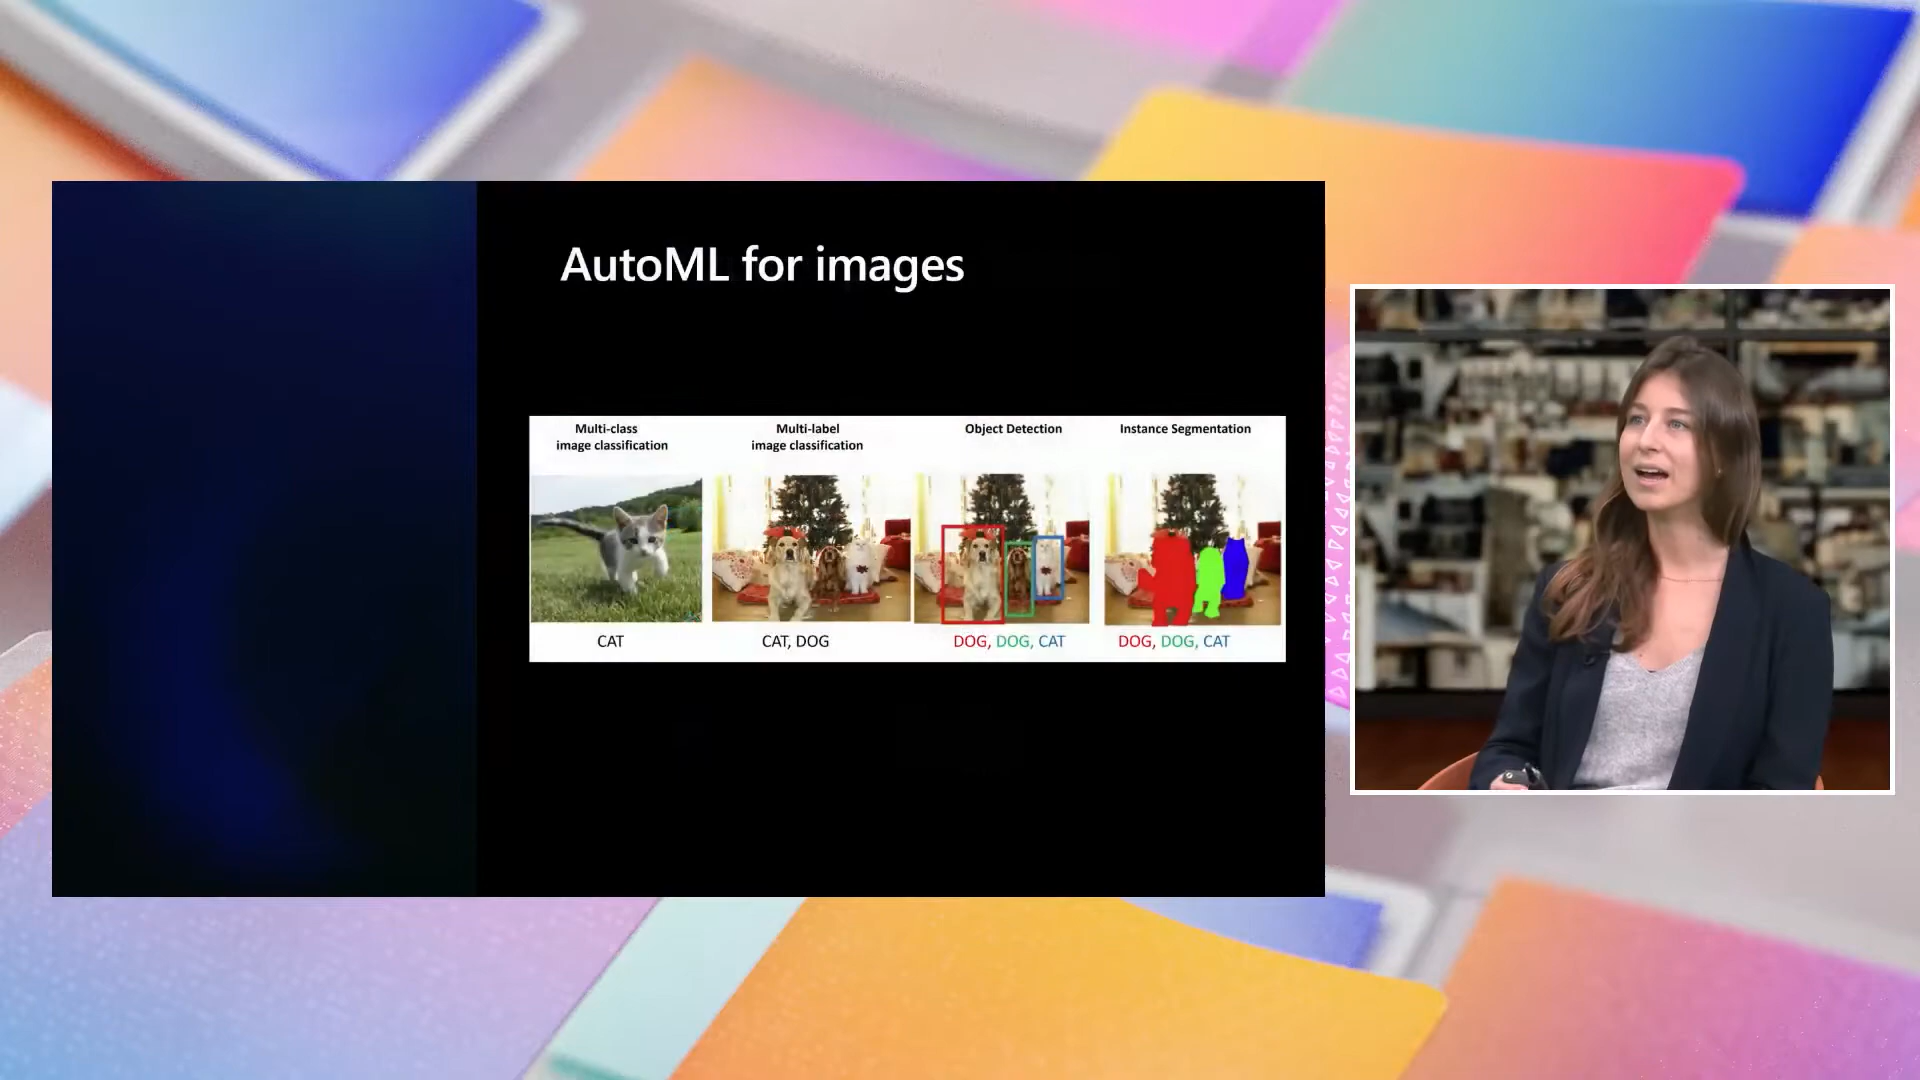 AutoML for images
Multi-class
image classification
Multi-label
image classification
Object Detection
Instance Segmentation
CAT
CAT, DOG
DOG, DOG, CAT
DOG, DOG, CAT